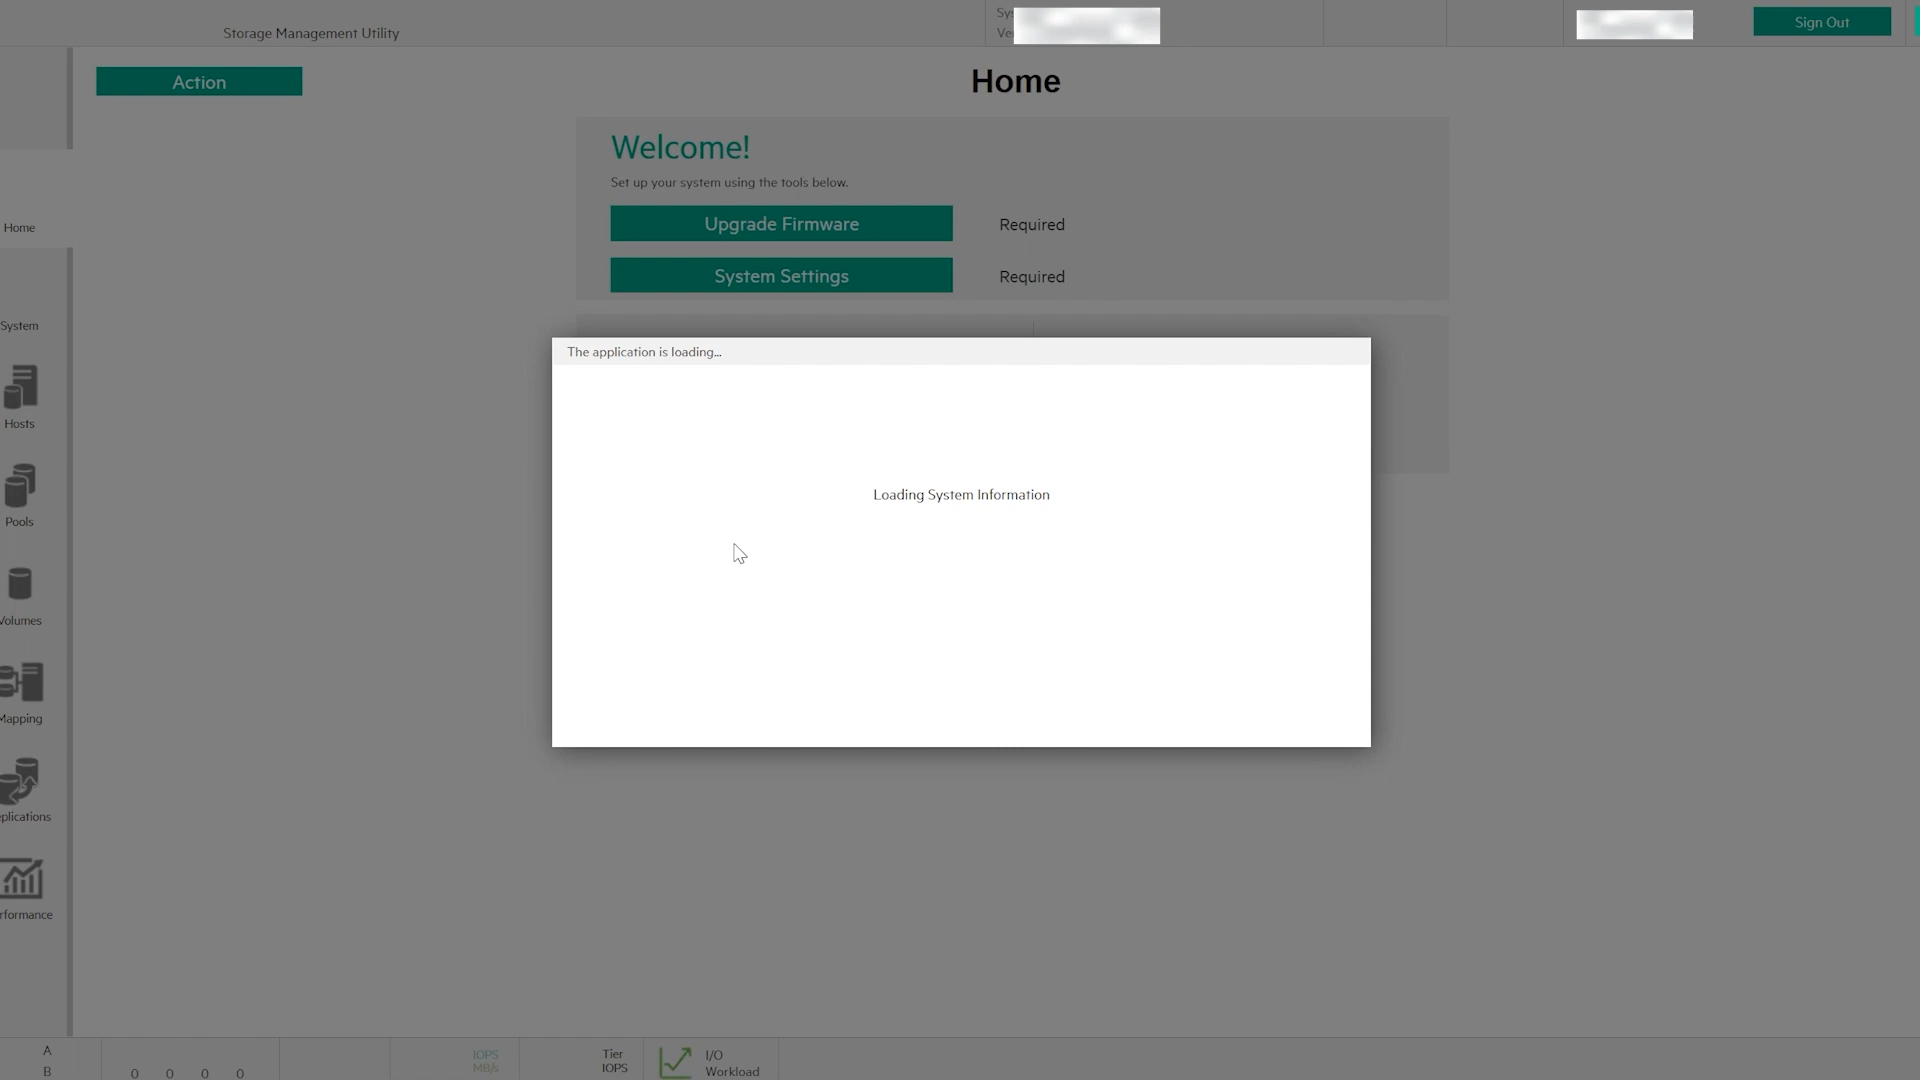 Storage Management Utility
Sign Out
Action
Home
Welcome!
Set up your system using the tools below.
Upgrade Firmware
Required
System Settings
Required
The application is loading...
Loading System Information
Home
System
Hosts
Pools
Volumes
Mapping
plications
rformance
A
B
0 0 0 0
IOPS
MB/s
Tier
IOPS
I/O
Workload